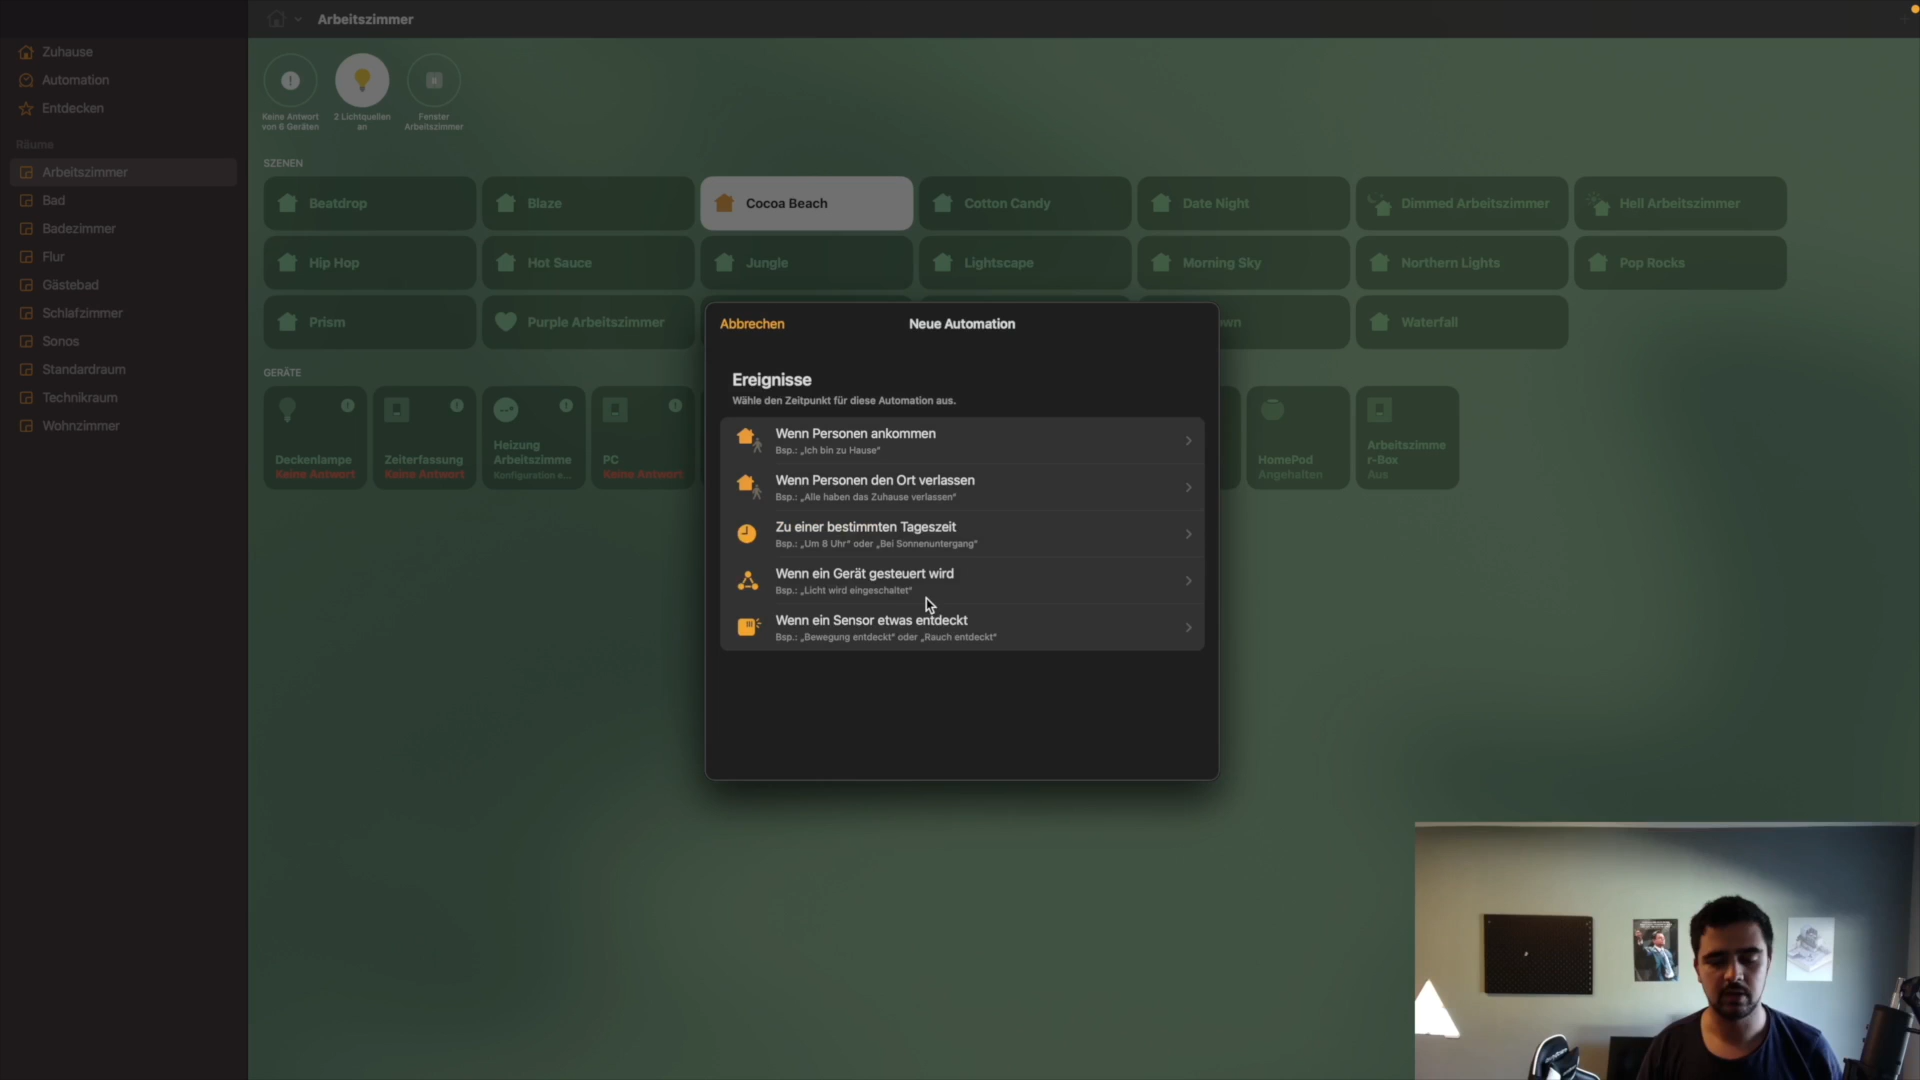 Arbeitszimmer
Zuhause
Automation
Entdecken
Räume
Arbeitszimmer
Bad
Badezimmer
Flur
Gästebad
Schlafzimmer
Sonos
Standardraum
Technikraum
Wohnzimmer
Keine Antwort
von 6 Geräten
2 Lichtquellen
an
Fenster
Arbeitszimmer
SZENEN
Beatdrop
Blaze
Cocoa Beach
Cotton Candy
Date Night
Dimmed Arbeitszimmer
Hell Arbeitszimmer
Hip Hop
Hot Sauce
Jungle
Lightscape
Morning Sky
Northern Lights
Pop Rocks
Prism
Purple Arbeitszimmer
own
Waterfall
GERÄTE
Deckenlampe
Keine Antwort
Zeiterfassung
Keine Antwort
Heizung
Arbeitszimme
Konfiguration e...
PC
Keine Antwort
HomePod
Angehalten
Arbeitszimme
r-Box
Aus
Abbrechen
Neue Automation
Ereignisse
Wähle den Zeitpunkt für diese Automation aus.
Wenn Personen ankommen
Bsp.: „Ich bin zu Hause“
Wenn Personen den Ort verlassen
Bsp.: „Alle haben das Zuhause verlassen“
Zu einer bestimmten Tageszeit
Bsp.: „Um 8 Uhr“ oder „Bei Sonnenuntergang“
Wenn ein Gerät gesteuert wird
Bsp.: „Licht wird eingeschaltet“
Wenn ein Sensor etwas entdeckt
Bsp.: „Bewegung entdeckt“ oder „Rauch entdeckt“